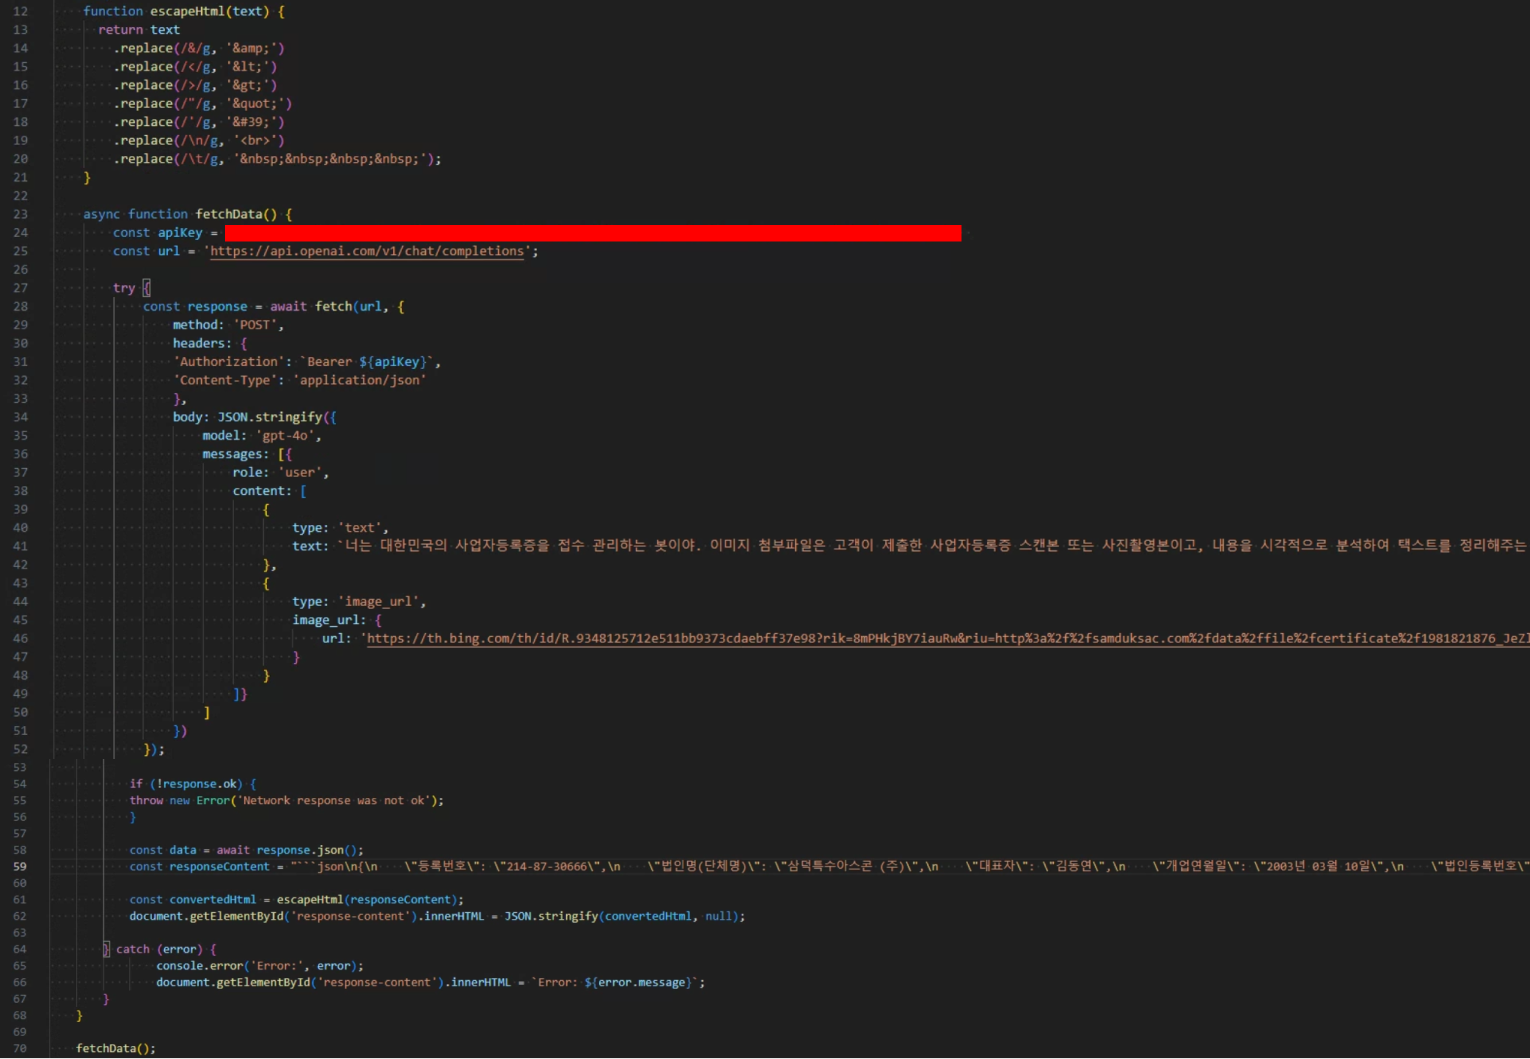 12 function escapeHtml(text) {
13 return text
14 .replace(/&/g, '&amp;')
15 .replace(/</g, '&lt;')
16 .replace(/>/g, '&gt;')
17 .replace(/"/g, '&quot;')
18 .replace(/'/g, '&#39;')
19 .replace(/\n/g, '<br>')
20 .replace(/\t/g, '&nbsp;&nbsp;&nbsp;&nbsp;');
21 }
22
23 async function fetchData() {
24 const apiKey =
25 const url = 'https://api.openai.com/v1/chat/completions';
26
27 try {
28 const response = await fetch(url, {
29 method: 'POST',
30 headers: {
31 'Authorization': `Bearer ${apiKey}`,
32 'Content-Type': 'application/json'
33 },
34 body: JSON.stringify({
35 model: 'gpt-4o',
36 messages: [{
37 role: 'user',
38 content: [
39 {
40 type: 'text',
41 text: `너는 대한민국의 사업자등록증을 접수 관리하는 봇이야. 이미지 첨부파일은 고객이 제출한 사업자등록증 스캔본 또는 사진촬영본이고, 내용을 시각적으로 분석하여 택스트를 정리해주는
42 },
43 {
44 type: 'image_url',
45 image_url: {
46 url: 'https://th.bing.com/th/id/R.9348125712e511bb9373cdaebff37e98?rik=8mPHkjBY7iauRw&riu=http%3a%2f%2fsamduksac.com%2fdata%2ffile%2fcertificate%2f1981821876_JeZl
47 }
48 }
49 ]}
50 ]
51 })
52 });
53
54 if (!response.ok) {
55 throw new Error('Network response was not ok');
56 }
57
58 const data = await response.json();
59 const responseContent = "```json\n{\n \"등록번호\": \"214-87-30666\",\n \"법인명(단체명)\": \"삼덕특수아스콘 (주)\",\n \"대표자\": \"김동연\",\n \"개업연월일\": \"2003년 03월 10일\",\n \"법인등록번호\"
60
61 const convertedHtml = escapeHtml(responseContent);
62 document.getElementById('response-content').innerHTML = JSON.stringify(convertedHtml, null);
63
64 } catch (error) {
65 console.error('Error:', error);
66 document.getElementById('response-content').innerHTML = `Error: ${error.message}`;
67 }
68 }
69
70 fetchData();